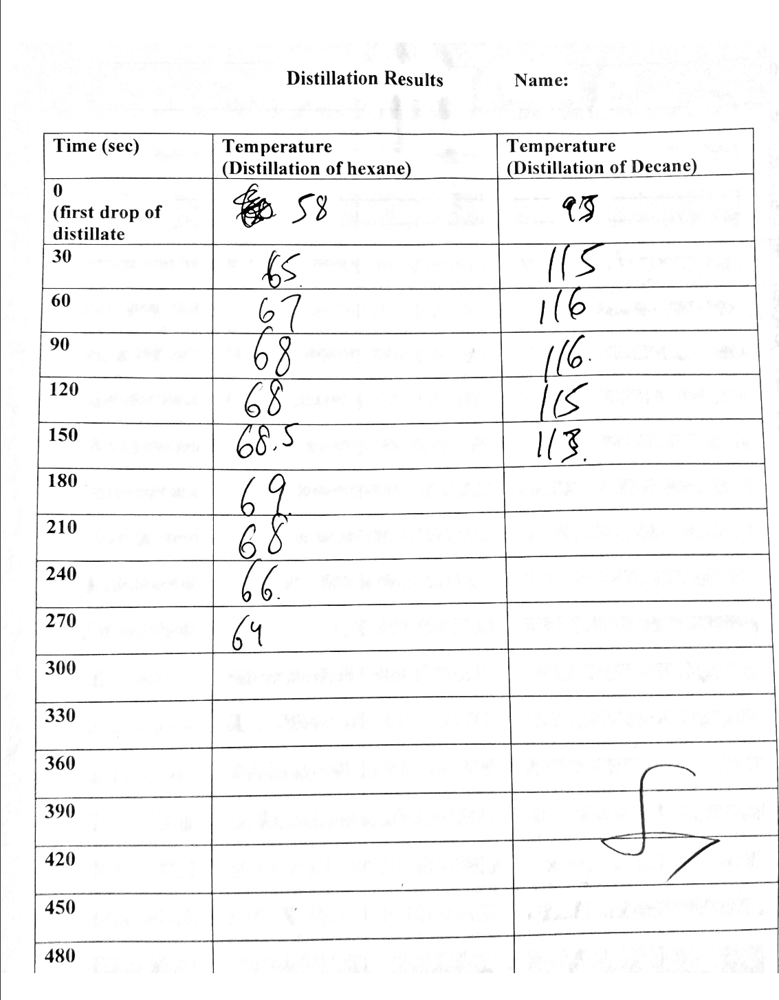 Distillation Results Name:
Time (sec) Temperature (Distillation of hexane) Temperature (Distillation of Decane)
0 (first drop of distillate 58
30 65. 115
60 67 116
90 68 116.
120 68 115
150 68.5 113.
180 69.
210 68
240 66.
270 64
300
330
360
390
420
450
480